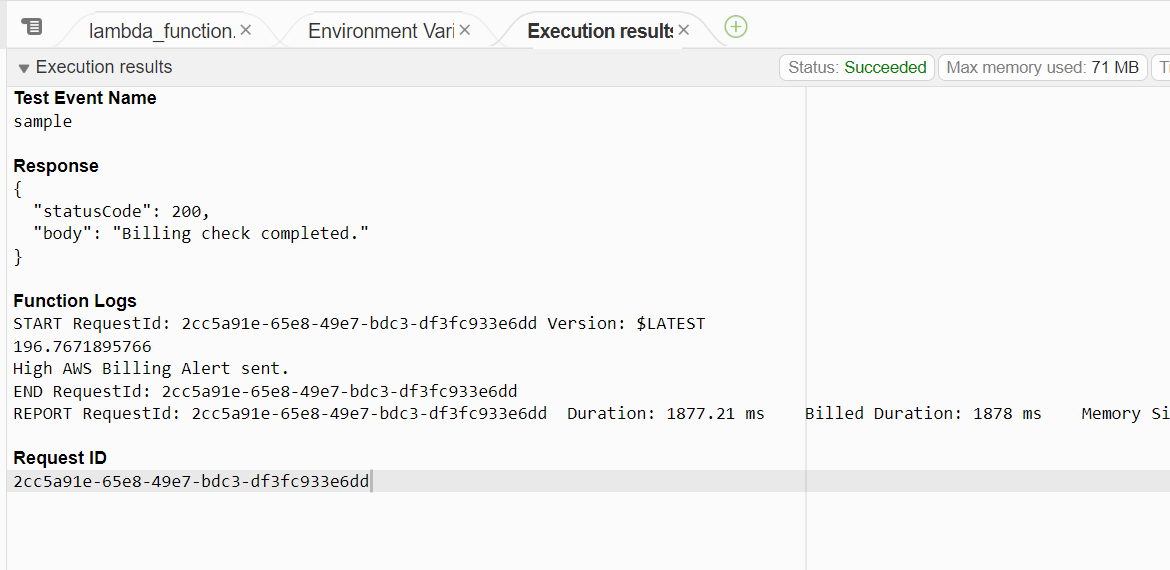 lambda_function.
Environment Vari
Execution results
Execution results
Status: Succeeded
Max memory used: 71 MB
Test Event Name
sample
Response
{
"statusCode": 200,
"body": "Billing check completed."
}
Function Logs
START RequestId: 2cc5a91e-65e8-49e7-bdc3-df3fc933e6dd Version: $LATEST
196.7671895766
High AWS Billing Alert sent.
END RequestId: 2cc5a91e-65e8-49e7-bdc3-df3fc933e6dd
REPORT RequestId: 2cc5a91e-65e8-49e7-bdc3-df3fc933e6dd Duration: 1877.21 ms Billed Duration: 1878 ms Memory Si
Request ID
2cc5a91e-65e8-49e7-bdc3-df3fc933e6dd